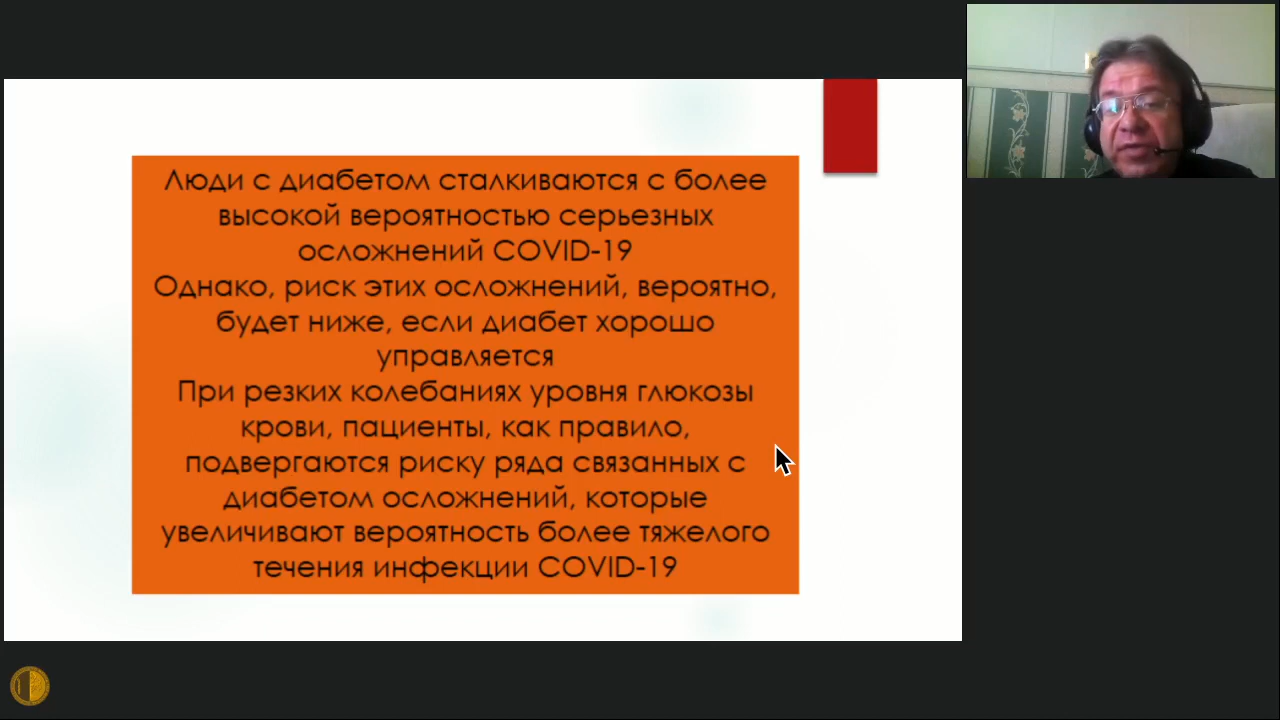 Люди с диабетом сталкиваются с более
высокой вероятностью серьезных
осложнений COVID-19
Однако, риск этих осложнений, вероятно,
будет ниже, если диабет хорошо
управляется
При резких колебаниях уровня глюкозы
крови, пациенты, как правило,
подвергаются риску ряда связанных с
диабетом осложнений, которые
увеличивают вероятность более тяжелого
течения инфекции COVID-19